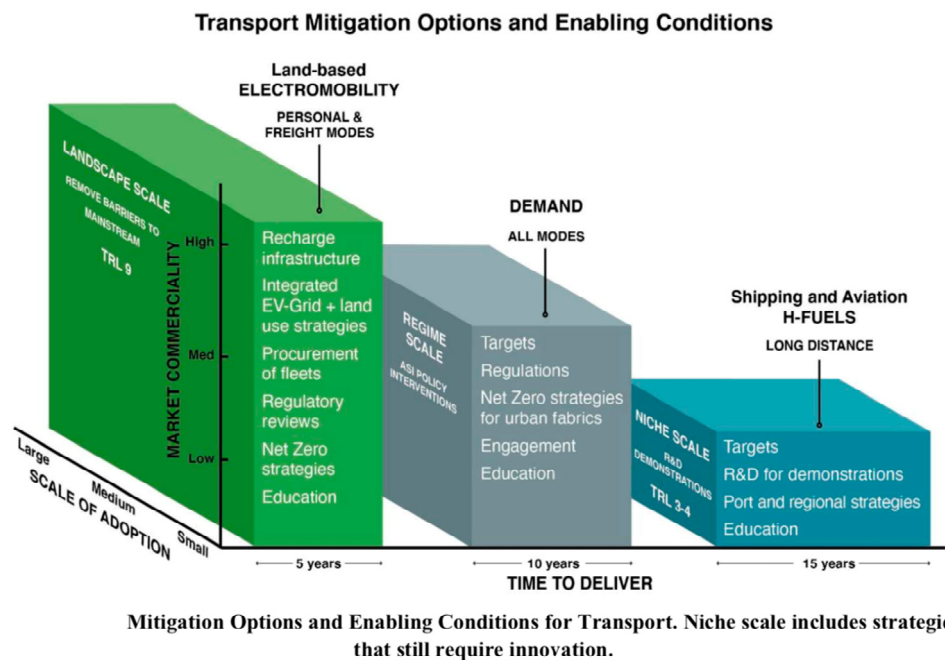 Transport Mitigation Options and Enabling Conditions
Land-based
ELECTROMOBILITY
PERSONAL &
FREIGHT MODES
LANDSCAPE SCALE
REMOVE BARRIERS TO
MAINSTREAM
TRL 9
MARKET COMMERCIALITY
High
Med
Low
Large
Medium
Small
SCALE OF ADOPTION
Recharge
infrastructure
Integrated
EV-Grid + land
use strategies
Procurement
of fleets
Regulatory
reviews
Net Zero
strategies
Education
5 years
DEMAND
ALL MODES
REGIME
SCALE
ASI POLICY
INTERVENTIONS
Targets
Regulations
Net Zero strategies
for urban fabrics
Engagement
Education
10 years
Shipping and Aviation
H-FUELS
LONG DISTANCE
NICHE SCALE
R&D
DEMONSTRATIONS
TRL 3-4
Targets
R&D for demonstrations
Port and regional strategies
Education
15 years
TIME TO DELIVER
Mitigation Options and Enabling Conditions for Transport. Niche scale includes strategie
that still require innovation.